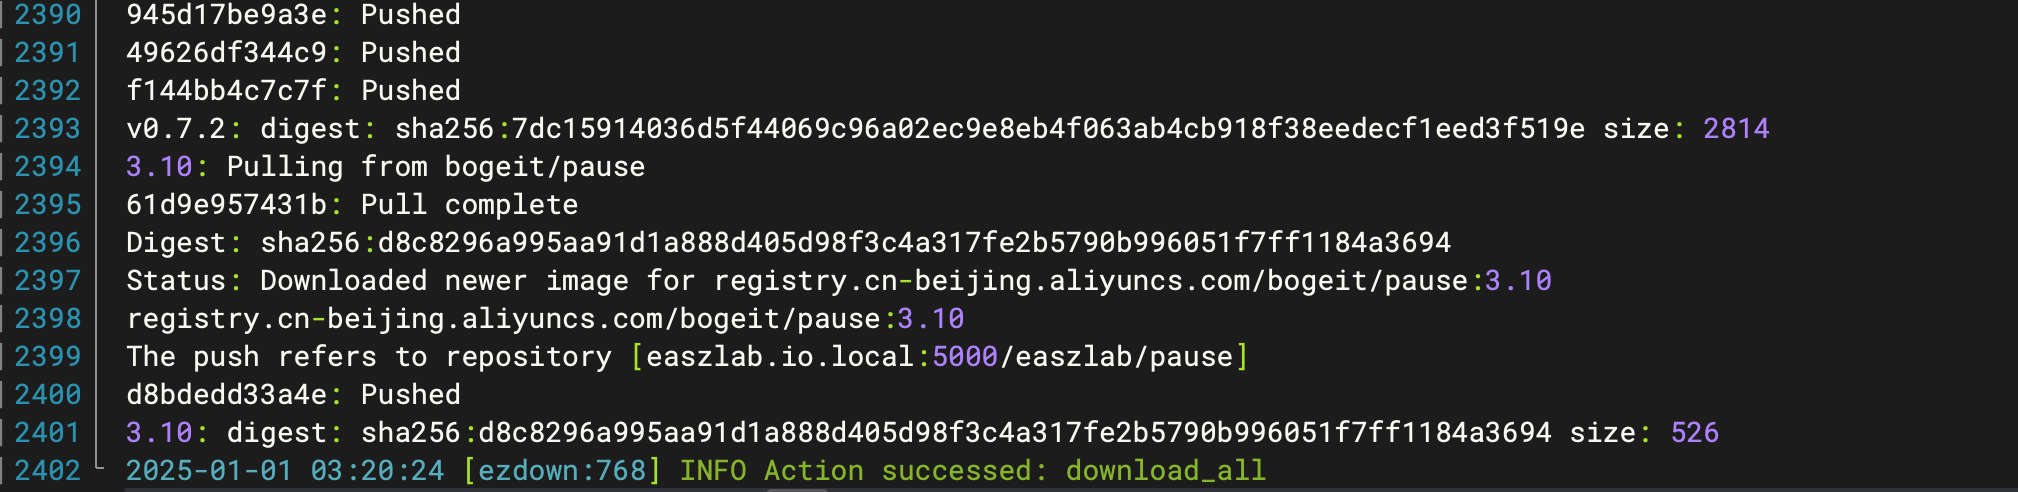 2390 945d17be9a3e: Pushed
2391 49626df344c9: Pushed
2392 f144bb4c7c7f: Pushed
2393 v0.7.2: digest: sha256:7dc15914036d5f44069c96a02ec9e8eb4f063ab4cb918f38eedecf1eed3f519e size: 2814
2394 3.10: Pulling from bogeit/pause
2395 61d9e957431b: Pull complete
2396 Digest: sha256:d8c8296a995aa91d1a888d405d98f3c4a317fe2b5790b996051f7ff1184a3694
2397 Status: Downloaded newer image for registry.cn-beijing.aliyuncs.com/bogeit/pause:3.10
2398 registry.cn-beijing.aliyuncs.com/bogeit/pause:3.10
2399 The push refers to repository [easzlab.io.local:5000/easzlab/pause]
2400 d8bdedd33a4e: Pushed
2401 3.10: digest: sha256:d8c8296a995aa91d1a888d405d98f3c4a317fe2b5790b996051f7ff1184a3694 size: 526
2402 2025-01-01 03:20:24 [ezdown:768] INFO Action successed: download_all